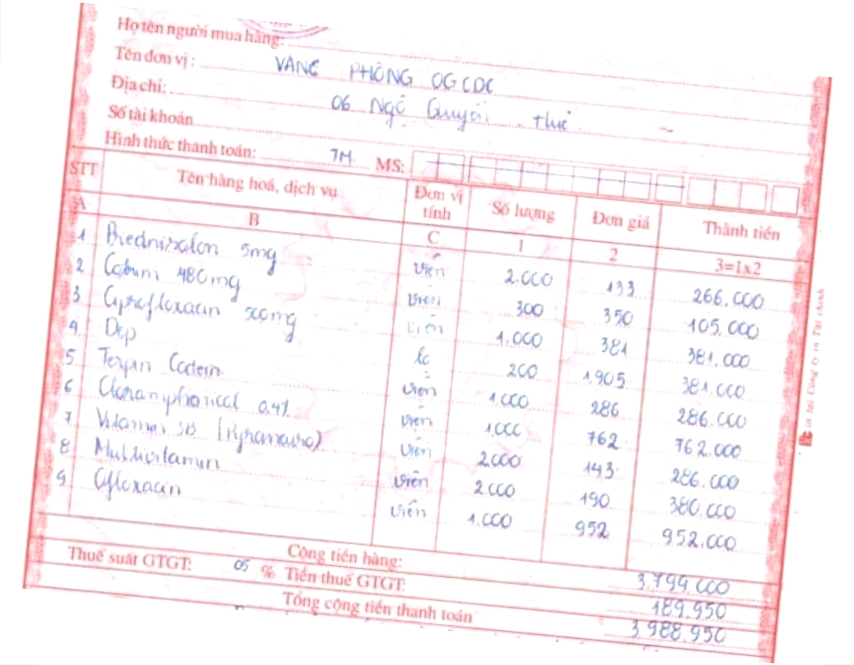 Họ tên người mua hàng:
Tên đơn vị: VĂNG PHÒNG OGCDC
Địa chỉ: 06 Ngô Quyền . Huế
Số tài khoản
Hình thức thanh toán: TM. MS:
STT Tên hàng hoá, dịch vụ Đơn vị tính Số lượng Đơn giá Thành tiền
A B C 1 2 3=1x2
1 Prednisolon 5mg viên 2.000 133 266.000
2 Cotrim 480mg viên 300 350 105.000
3 Ciprofloxacin 500mg viên 1.000 381 381.000
4 Dep lọ 200 1.905 381.000
5 Terpin Codein viên 1.000 286 286.000
6 Cloramphenicol 0.4% viên 1.000 762 762.000
7 Vitamin 3B viên 2000 143 286.000
8 Multivitamin viên 2.000 190 380.000
9 Ofloxacin viên 1.000 952 952.000
Cộng tiền hàng: 3.799.000
Thuế suất GTGT: 05 % Tiền thuế GTGT: 189.950
Tổng cộng tiền thanh toán 3.988.950